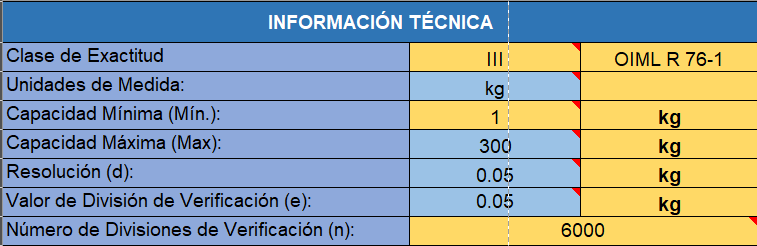 INFORMACIÓN TÉCNICA
Clase de Exactitud III OIML R 76-1
Unidades de Medida: kg
Capacidad Mínima (Mín.): 1 kg
Capacidad Máxima (Max): 300 kg
Resolución (d): 0.05 kg
Valor de División de Verificación (e): 0.05 kg
Número de Divisiones de Verificación (n): 6000